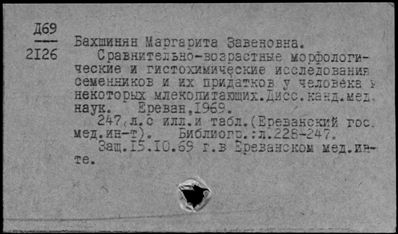 Д69
2126
Бахшинян Маргарита Завеновна.
Сравнительно-возрастные морфологи-
ческие и гистохимические исследования
семенников и их придатков у человека и
некоторых млекопитающих.Дисс.канд.мед.
наук. Ереван,1969.
247 л.с илл.и табл.(Ереванский гос.
мед.ин-т). Библиогр.:л.228-247.
Защ.15.10.69 г.в Ереванском мед.ин-
те.